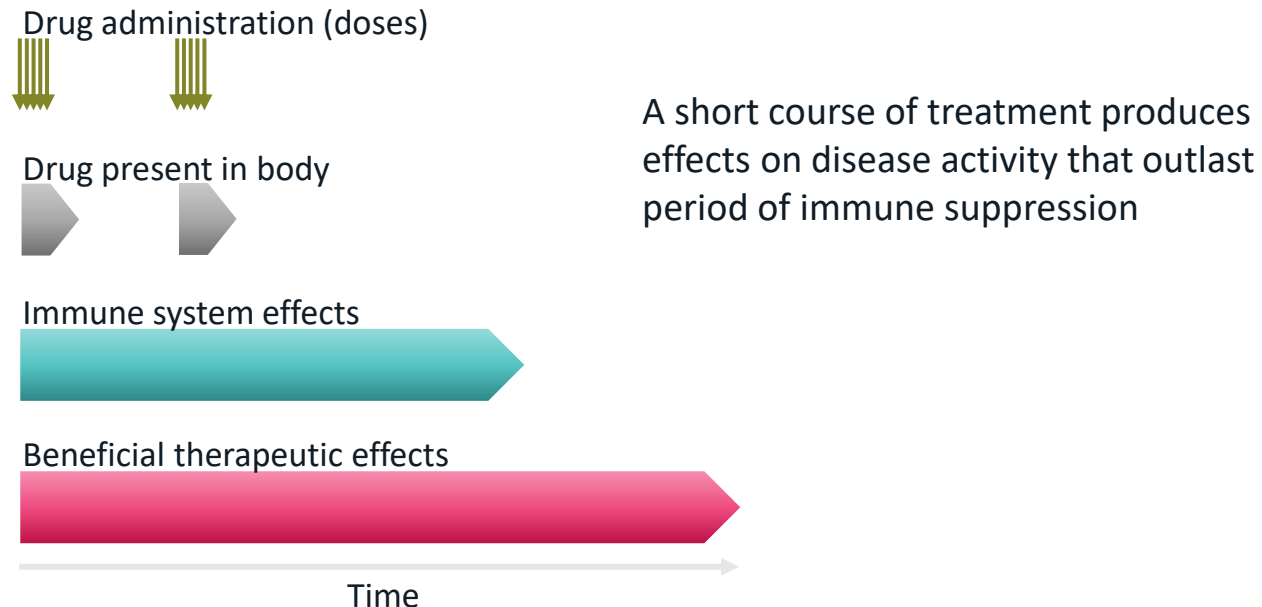 Drug administration (doses)
A short course of treatment produces
effects on disease activity that outlast
period of immune suppression
Drug present in body
Immune system effects
Beneficial therapeutic effects
Time